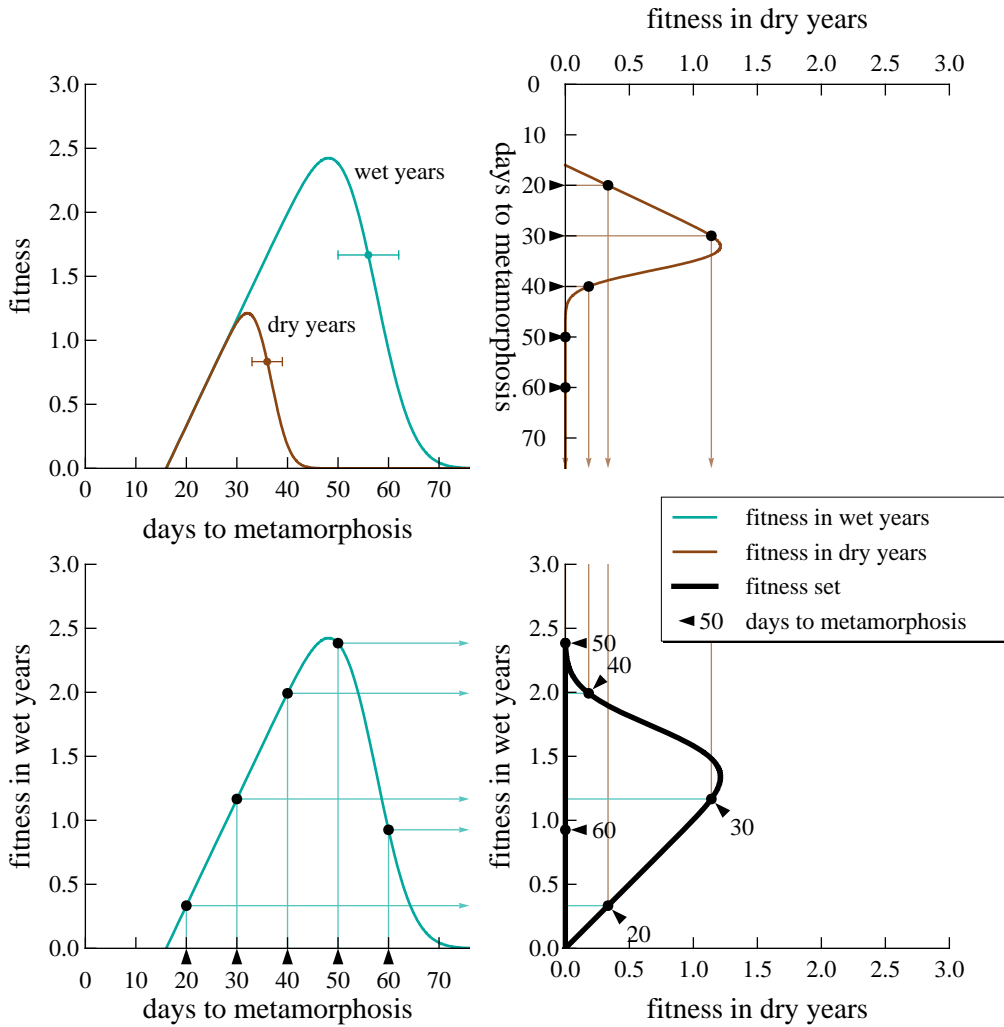 fitness in dry years
0.0 0.5 1.0 1.5 2.0 2.5 3.0
3.0
2.5
2.0
1.5
1.0
0.5
0.0
fitness
wet years
dry years
0 10 20 30 40 50 60 70
days to metamorphosis
0
10
20
30
40
50
60
70
days to metamorphosis
fitness in wet years
fitness in dry years
fitness set
50 days to metamorphosis
3.0
2.5
2.0
1.5
1.0
0.5
0.0
fitness in wet years
0 10 20 30 40 50 60 70
days to metamorphosis
3.0
2.5
2.0
1.5
1.0
0.5
0.0
fitness in wet years
50
40
30
60
20
0.0 0.5 1.0 1.5 2.0 2.5 3.0
fitness in dry years